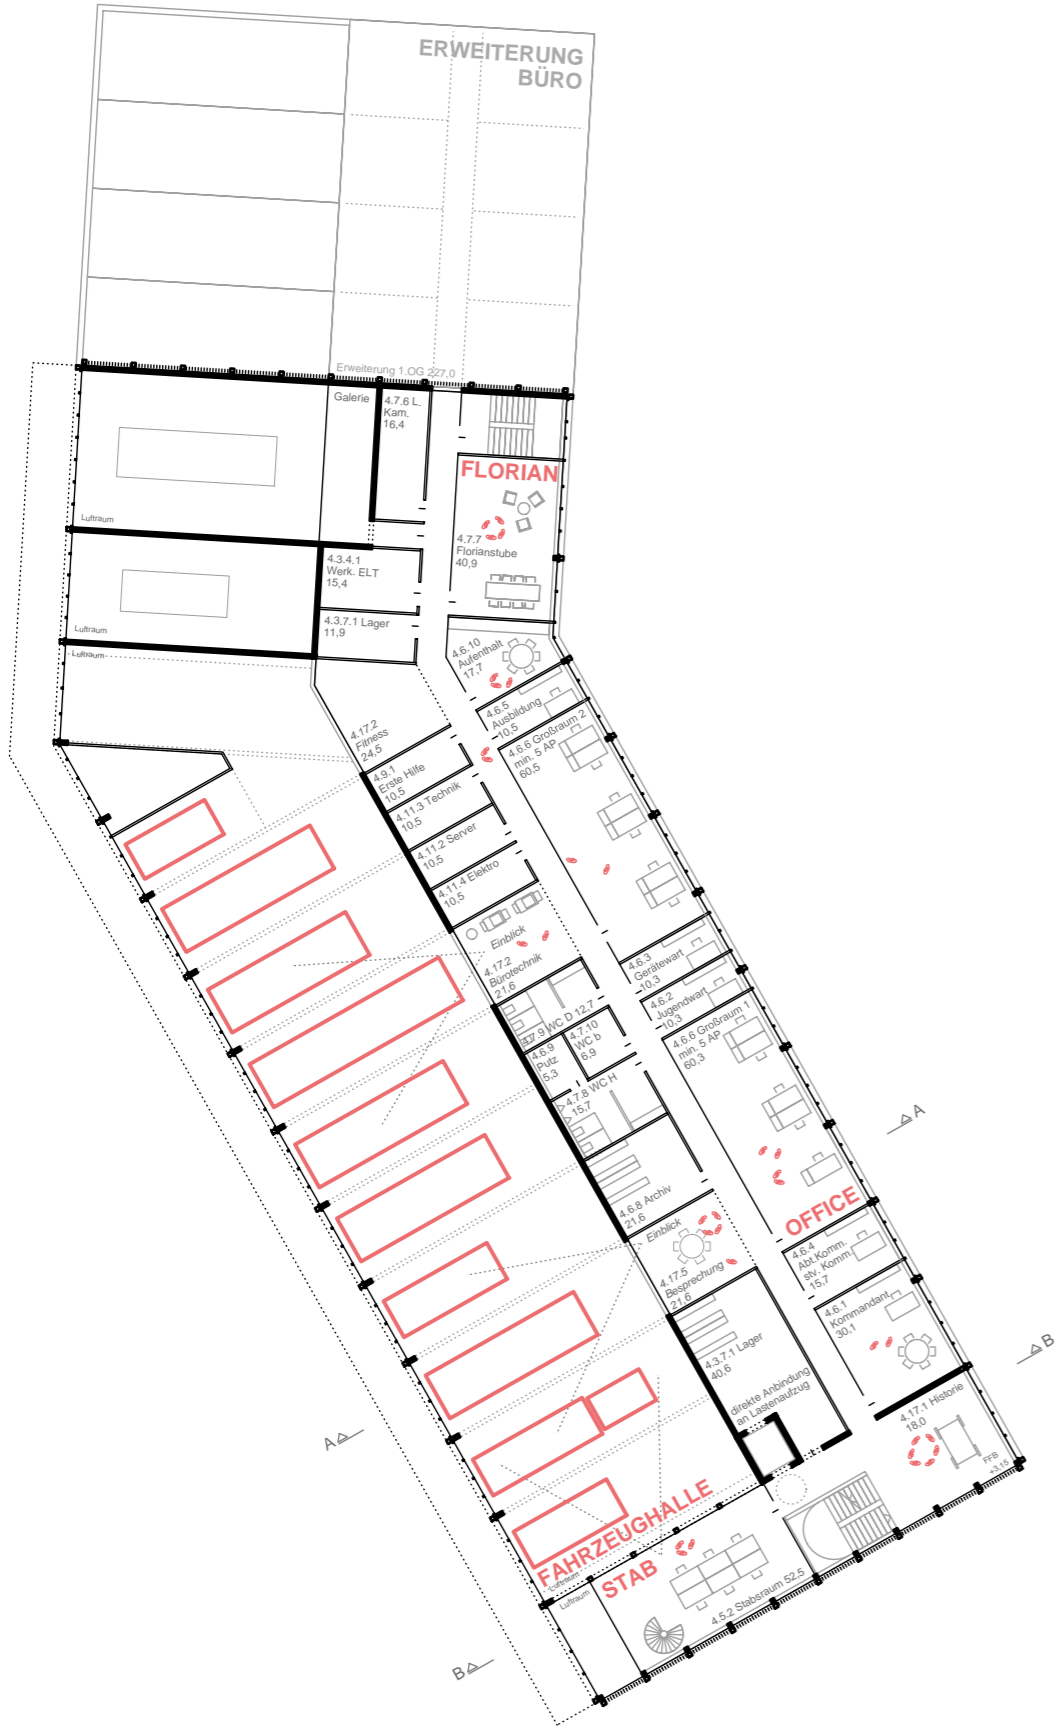 ERWEITERUNG
BÜRO
Erweiterung 1.OG 227,0
Galerie
4.7.6 L.
Kam.
16,4
FLORIAN
Luftraum
4.7.7
Florianstube
40,9
4.3.4.1
Werk. ELT
15,4
4.3.7.1 Lager
11,9
Luftraum
Luftraum
4.6.10
Aufenthalt
17,7
4.6.5
Ausbildung
10,5
4.6.6 Großraum 2
min. 5 AP
60,5
4.17.2
Fitness
24,5
4.9.1
Erste Hilfe
10,5
4.11.3 Technik
10,5
4.11.2 Server
10,5
4.11.4 Elektro
10,5
Einblick
4.17.2
Bürotechnik
21,6
4.6.3
Gerätewart
10,3
4.6.2
Jugendwart
10,3
4.6.6 Großraum 1
min. 5 AP
60,3
4.7.9 WC D 12,7
4.7.10
WC b
6,9
4.6.9
Putz
5,3
4.7.8 WC H
15,7
A
4.6.8 Archiv
21,6
OFFICE
Einblick
4.17.5
Besprechung
21,6
4.6.4
Abt.Komm.
stv. Komm.
15,7
4.6.1
Kommandant
30,1
B
4.3.7.1 Lager
40,6
direkte Anbindung
an Lastenaufzug
4.17.1 Historie
18,0
FFB
+3,15
A
FAHRZEUGHALLE
Luftraum
Luftraum
STAB
4.5.2 Stabsraum 52,5
B